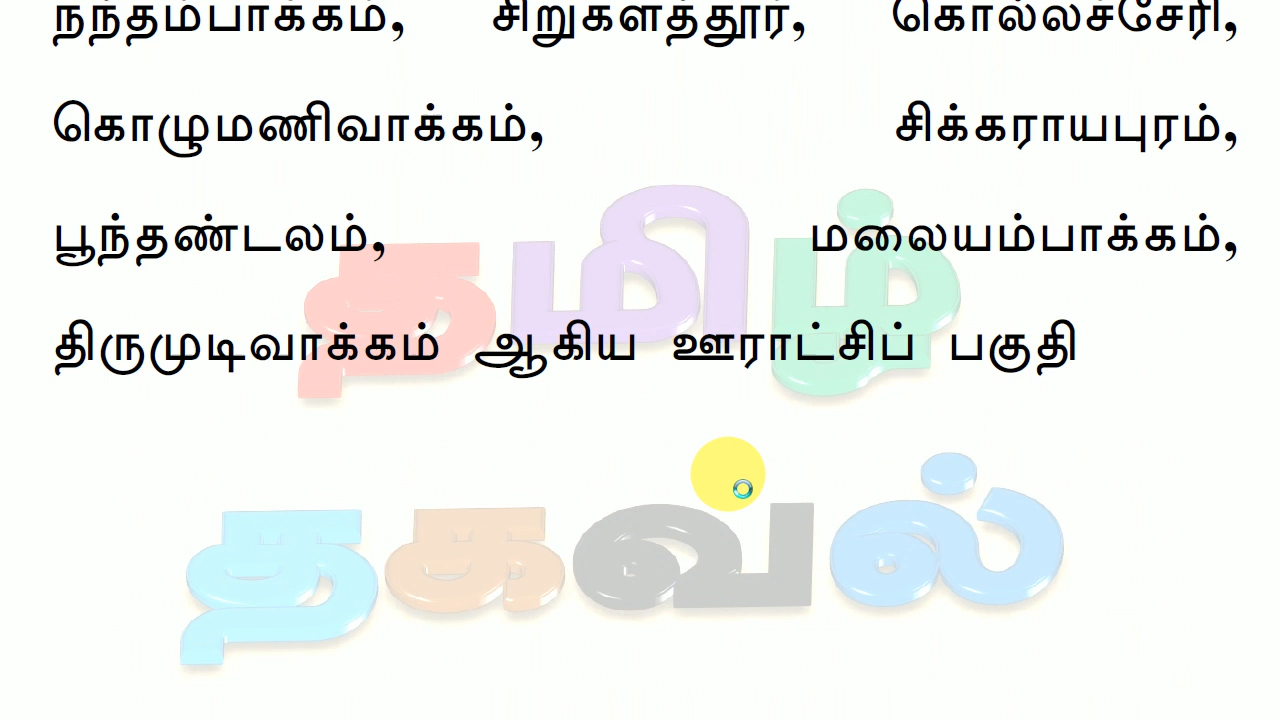 நந்தம்பாக்கம், சிறுகளத்தூர், கொல்லச்சேரி,
கொழுமணிவாக்கம், சிக்கராயபுரம்,
பூந்தண்டலம், மலையம்பாக்கம்,
திருமுடிவாக்கம் ஆகிய ஊராட்சிப் பகுதி
தமிழ்
தகவல்